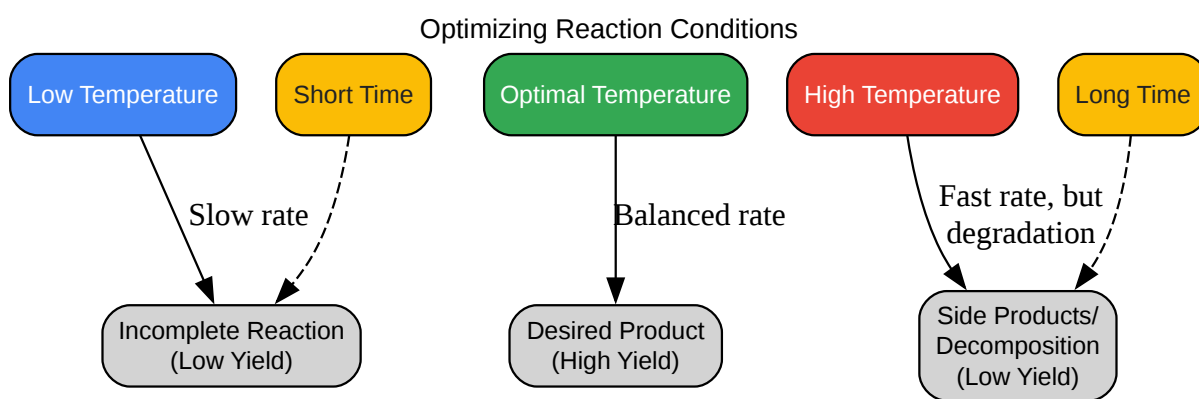 Optimizing Reaction Conditions
Low Temperature
Short Time
Optimal Temperature
High Temperature
Long Time
Slow rate
Balanced rate
Fast rate, but
degradation
Incomplete Reaction
(Low Yield)
Desired Product
(High Yield)
Side Products/
Decomposition
(Low Yield)